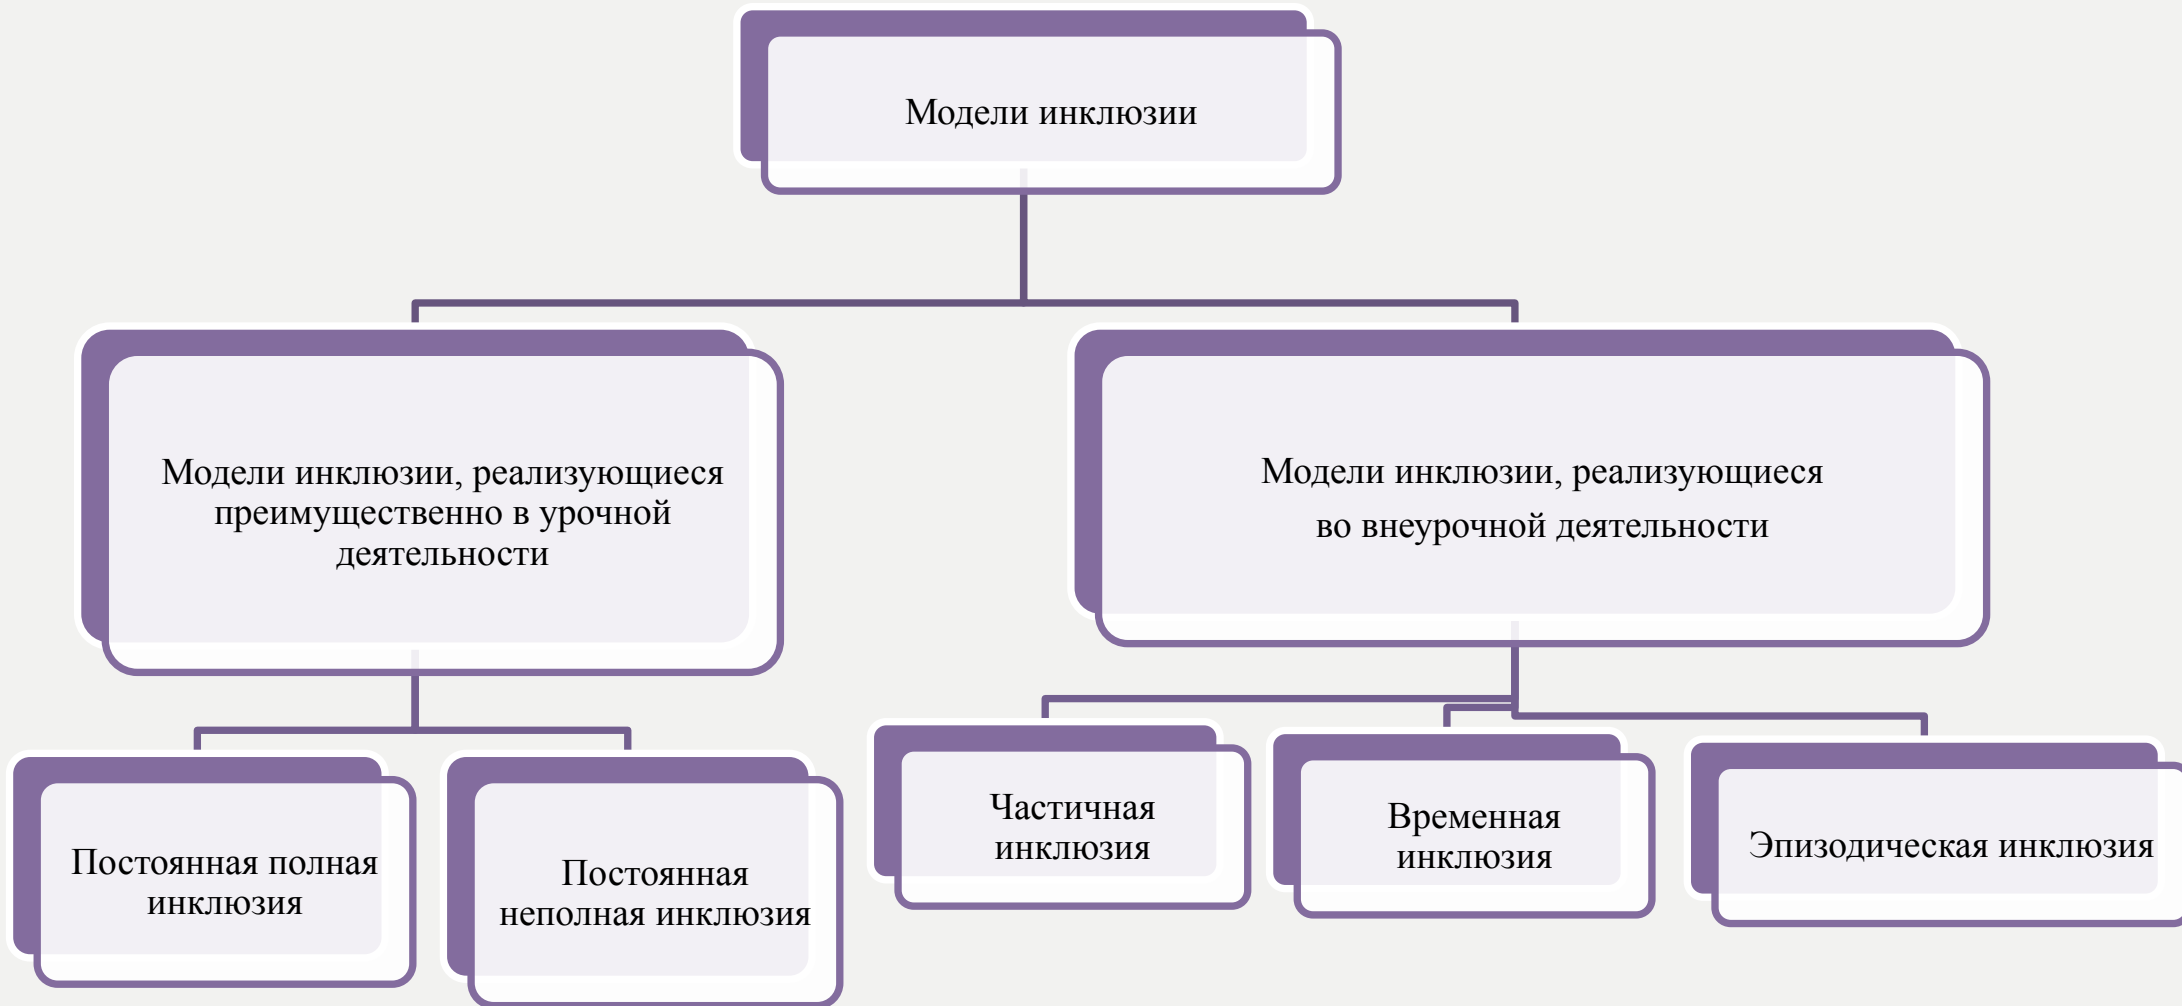 Модели инклюзии
Модели инклюзии, реализующиеся
преимущественно в урочной
деятельности
Модели инклюзии, реализующиеся
во внеурочной деятельности
Постоянная полная
инклюзия
Постоянная
неполная инклюзия
Частичная
инклюзия
Временная
инклюзия
Эпизодическая инклюзия